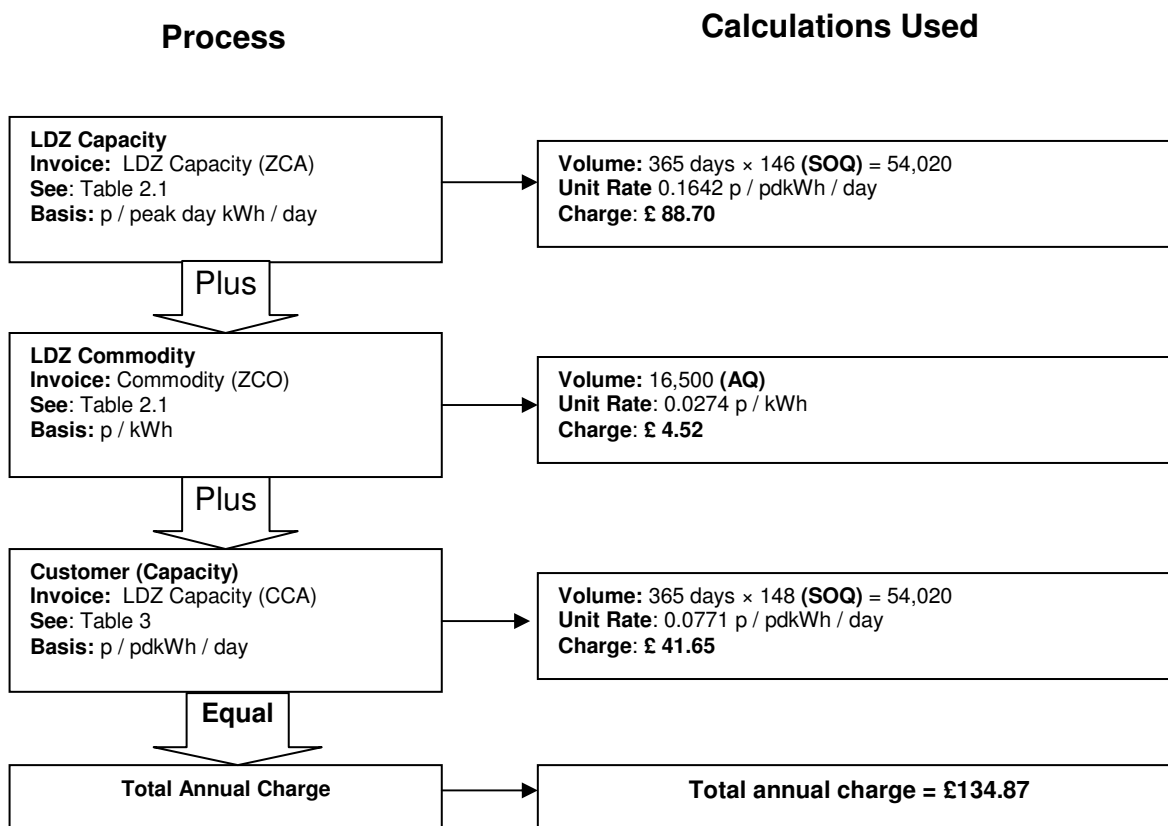 Process
Calculations Used
LDZ Capacity
Invoice: LDZ Capacity (ZCA)
See: Table 2.1
Basis: p / peak day kWh / day
Volume: 365 days × 146 (SOQ) = 54,020
Unit Rate 0.1642 p / pdkWh / day
Charge: £ 88.70
Plus
LDZ Commodity
Invoice: Commodity (ZCO)
See: Table 2.1
Basis: p / kWh
Volume: 16,500 (AQ)
Unit Rate: 0.0274 p / kWh
Charge: £ 4.52
Plus
Customer (Capacity)
Invoice: LDZ Capacity (CCA)
See: Table 3
Basis: p / pdkWh / day
Volume: 365 days × 148 (SOQ) = 54,020
Unit Rate: 0.0771 p / pdkWh / day
Charge: £ 41.65
Equal
Total Annual Charge
Total annual charge = £134.87